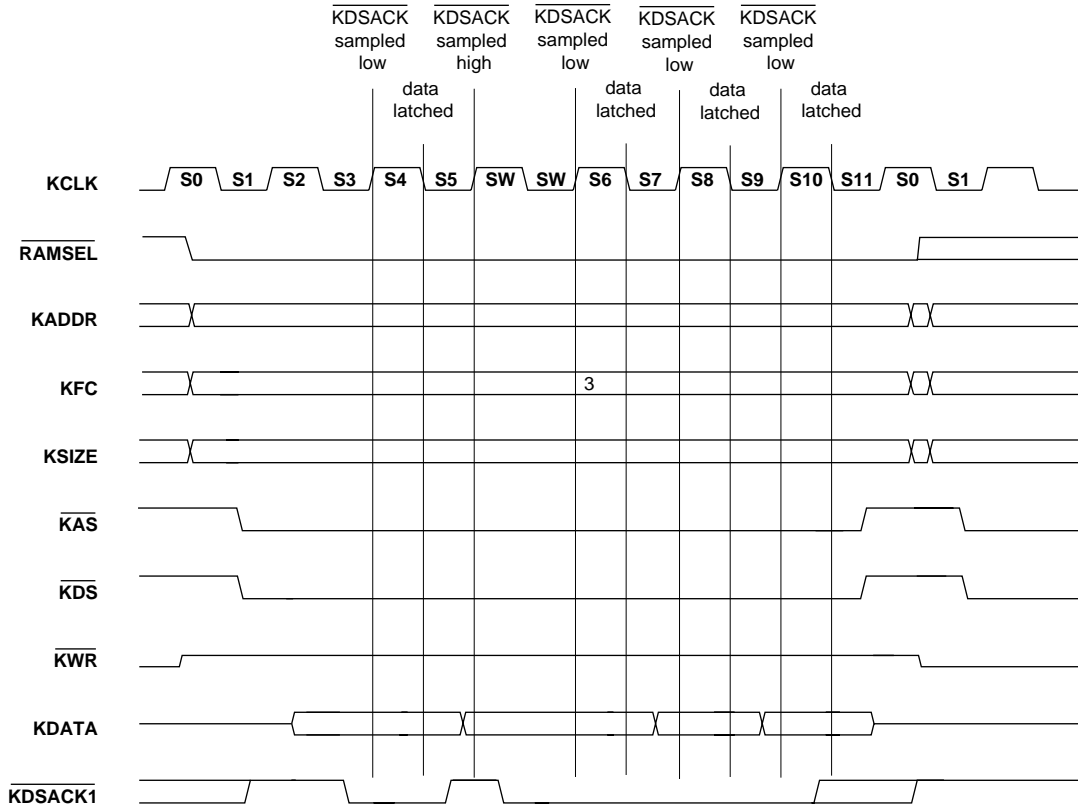 KDSACK KDSACK KDSACK KDSACK KDSACK
sampled sampled sampled sampled sampled
low high low low low
data data data data
latched latched latched latched
KCLK S0 S1 S2 S3 S4 S5 SW SW S6 S7 S8 S9 S10 S11 S0 S1
RAMSEL
KADDR
KFC 3
KSIZE
KAS
KDS
KWR
KDATA
KDSACK1